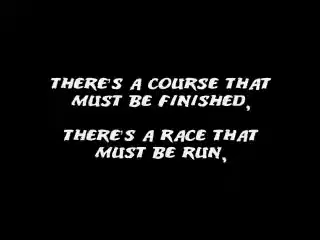 THERE'S A COURSE THAT
MUST BE FINISHED,
THERE'S A RACE THAT
MUST BE RUN,